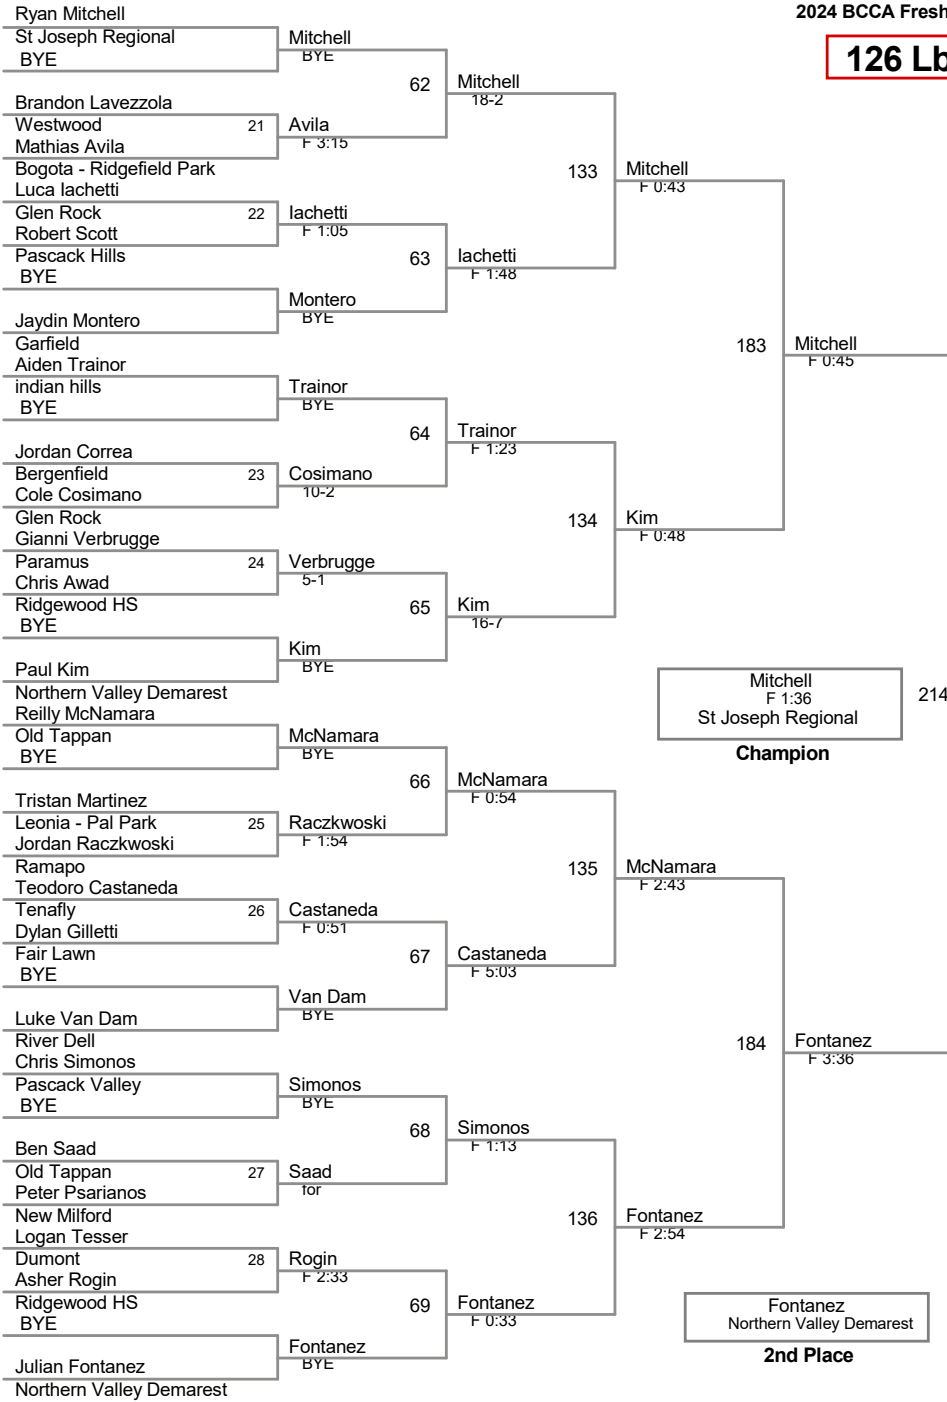 2024 BCCA Fresh
126 Lb
Ryan Mitchell
St Joseph Regional
BYE
Brandon Lavezzola
Westwood
21
Mathias Avila
Bogota - Ridgefield Park
Luca Iachetti
Glen Rock
22
Robert Scott
Pascack Hills
BYE
Jaydin Montero
Garfield
Aiden Trainor
indian hills
BYE
Jordan Correa
Bergenfield
23
Cole Cosimano
Glen Rock
Gianni Verbrugge
Paramus
24
Chris Awad
Ridgewood HS
BYE
Paul Kim
Northern Valley Demarest
Reilly McNamara
Old Tappan
BYE
Tristan Martinez
Leonia - Pal Park
25
Jordan Raczkwoski
Ramapo
Teodoro Castaneda
Tenafly
26
Dylan Gilletti
Fair Lawn
BYE
Luke Van Dam
River Dell
Chris Simonos
Pascack Valley
BYE
Ben Saad
Old Tappan
27
Peter Psarianos
New Milford
Logan Tesser
Dumont
28
Asher Rogin
Ridgewood HS
BYE
Julian Fontanez
Northern Valley Demarest
Mitchell
BYE
62
Avila
F 3:15
Iachetti
F 1:05
63
Montero
BYE
Trainor
BYE
64
Cosimano
10-2
Verbrugge
5-1
65
Kim
BYE
McNamara
BYE
66
Raczkwoski
F 1:54
Castaneda
F 0:51
67
Van Dam
BYE
Simonos
BYE
68
Saad
for
Rogin
F 2:33
69
Fontanez
BYE
Mitchell
18-2
133
Iachetti
F 1:48
Trainor
F 1:23
134
Kim
16-7
McNamara
F 0:54
135
Castaneda
F 5:03
Simonos
F 1:13
136
Fontanez
F 0:33
Mitchell
F 0:43
183
Kim
F 0:48
McNamara
F 2:43
184
Fontanez
F 2:54
Mitchell
F 0:45
Fontanez
F 3:36
Mitchell
F 1:36
St Joseph Regional
214
Champion
Fontanez
Northern Valley Demarest
2nd Place